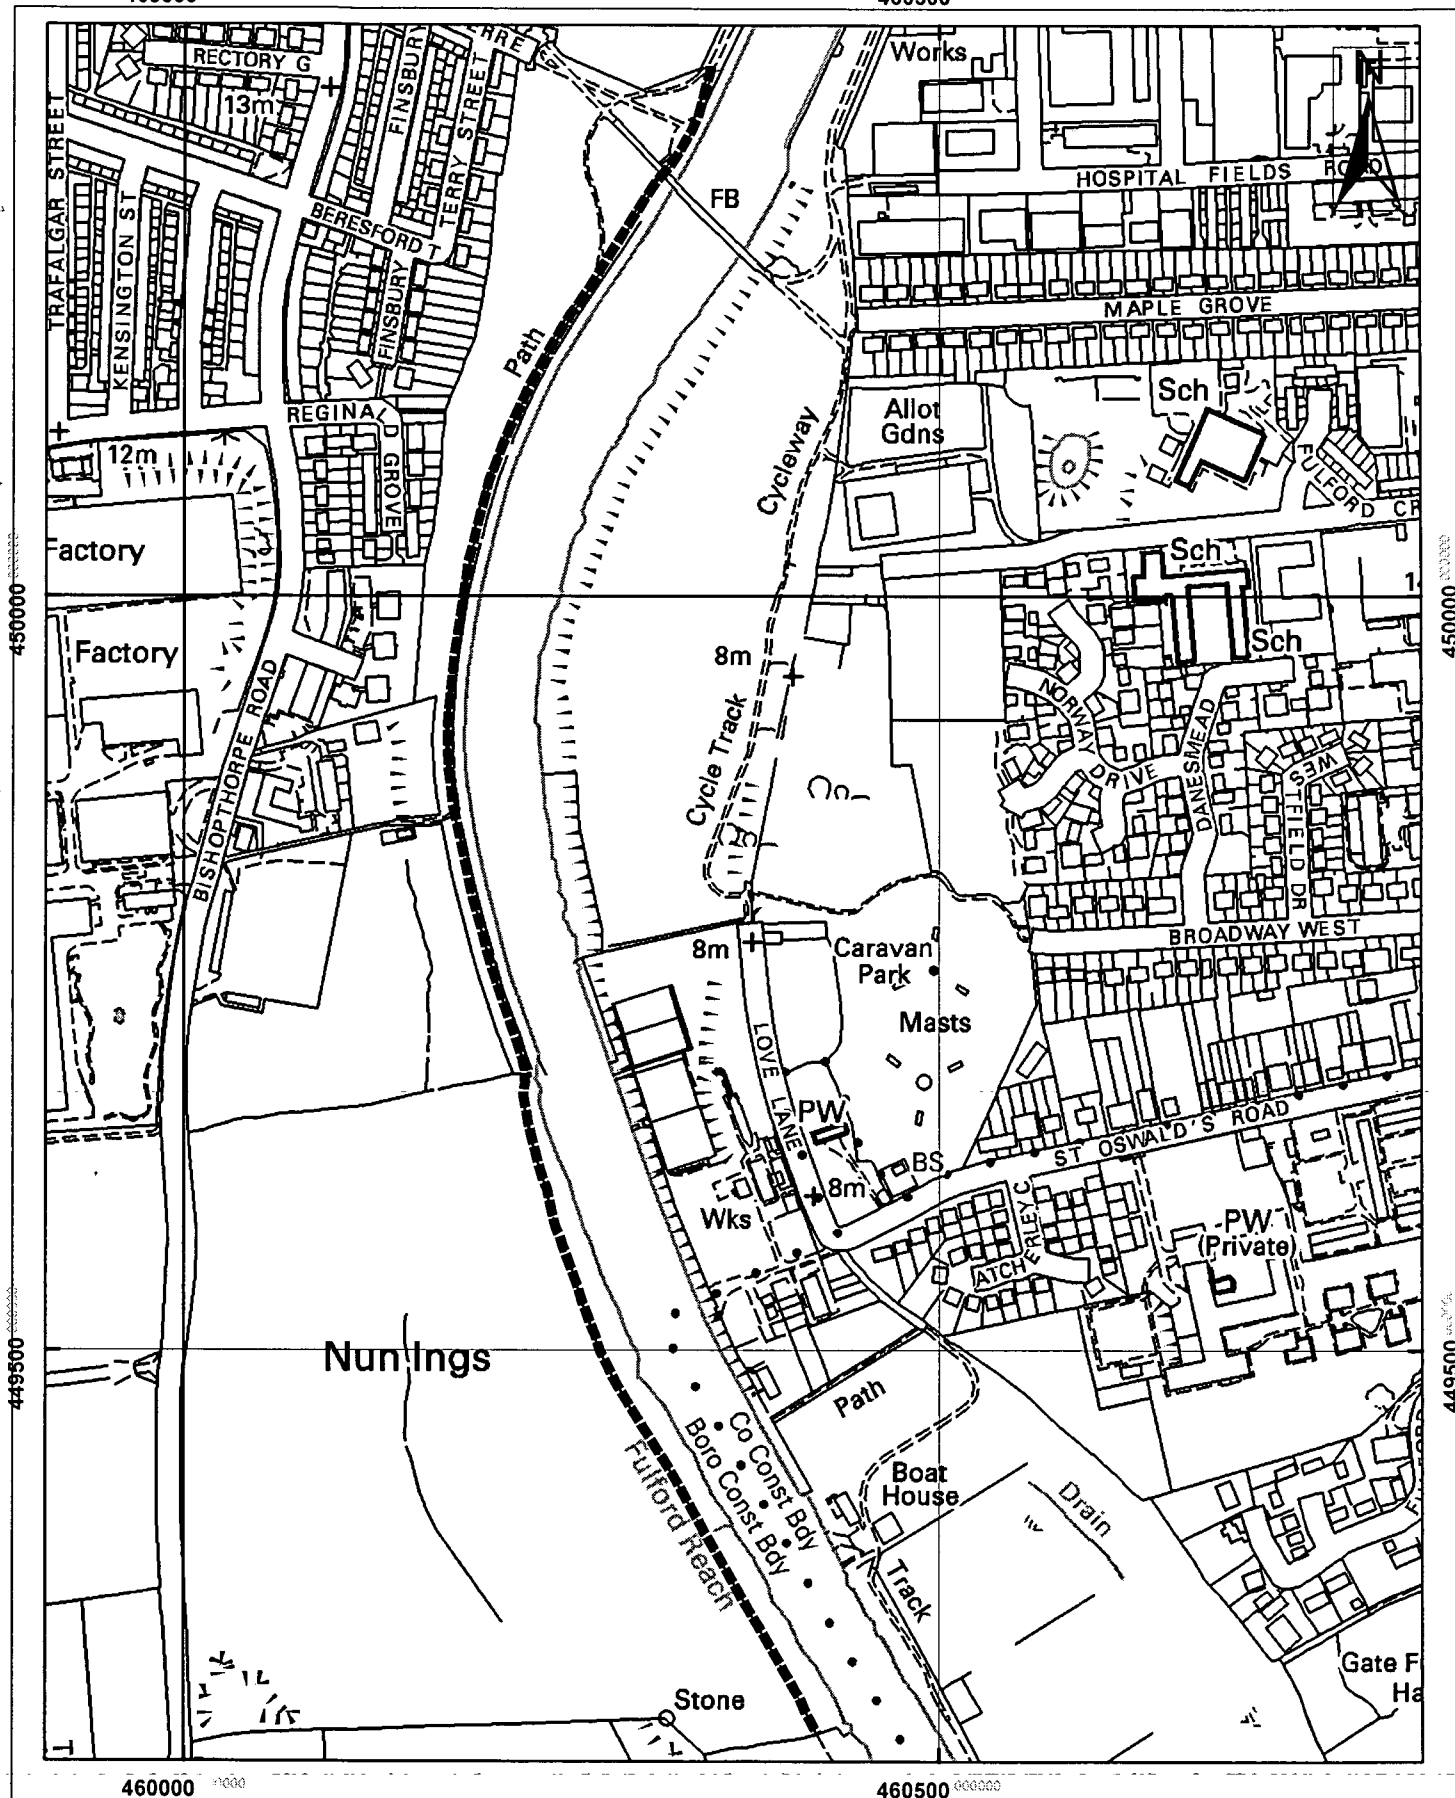 460500
RECTORY G
13m
FINSBURY
TERRY STREET
Works
TRAFALGAR STREET
KENSINGTON ST
BERESFORD T
FINSBURY
FB
HOSPITAL FIELDS ROAD
MAPLE GROVE
Path
REGINALD GROVE
12m
Allot
Gdns
Sch
Cycleway
FULFORD CR
Factory
Sch
450000
450000
Factory
8m
Sch
BISHOPTHORPE ROAD
Cycle Track
NORWAY DRIVE
DANESMEAD
WESTFIELD DR
BROADWAY WEST
8m
Caravan
Park
Masts
LOVE LANE
PW
ST OSWALD'S ROAD
BS
8m
Wks
ATCHERLEY C
PW
(Private)
449500
Nun Ings
449500
Path
Co Const Bdy
Boro Const Bdy
Fulford Reach
Boat
House
Drain
Track
Gate F
Ha
Stone
460000
460500